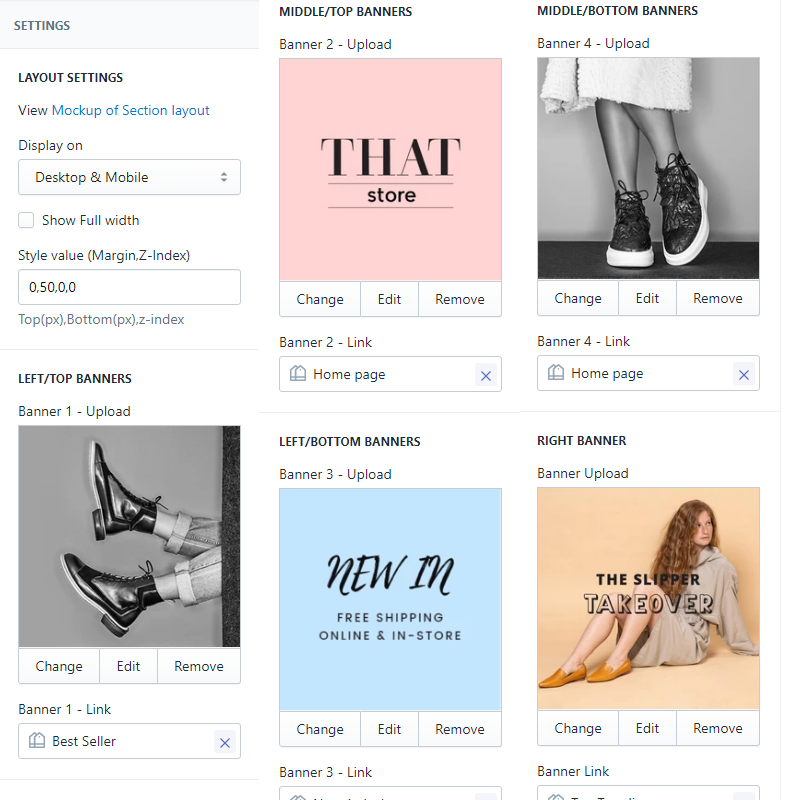 SETTINGS
LAYOUT SETTINGS
View Mockup of Section layout
Display on
Desktop & Mobile
Show Full width
Style value (Margin,Z-Index)
0,50,0,0
Top(px),Bottom(px),z-index
LEFT/TOP BANNERS
Banner 1 - Upload
Change Edit Remove
Banner 1 - Link
Best Seller
MIDDLE/TOP BANNERS
Banner 2 - Upload
THAT
store
Change Edit Remove
Banner 2 - Link
Home page
LEFT/BOTTOM BANNERS
Banner 3 - Upload
NEW IN
FREE SHIPPING
ONLINE & IN-STORE
Change Edit Remove
Banner 3 - Link
MIDDLE/BOTTOM BANNERS
Banner 4 - Upload
Change Edit Remove
Banner 4 - Link
Home page
RIGHT BANNER
Banner Upload
THE SLIPPER
TAKEOVER
Change Edit Remove
Banner Link